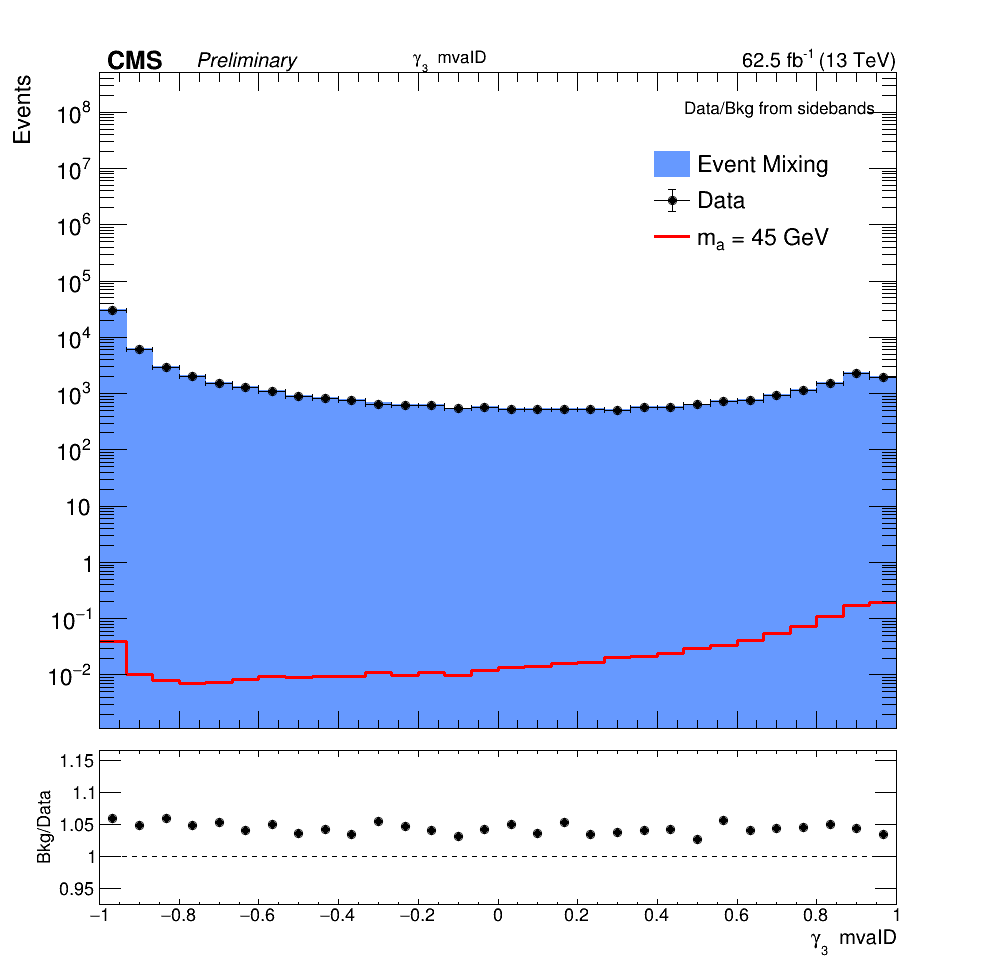 CMS Preliminary γ₃ mvaID 62.5 fb⁻¹ (13 TeV)
Events
Data/Bkg from sidebands
Event Mixing
Data
mₐ = 45 GeV
10⁸
10⁷
10⁶
10⁵
10⁴
10³
10²
10
1
10⁻¹
10⁻²
Bkg/Data
1.15
1.1
1.05
1
0.95
−1 −0.8 −0.6 −0.4 −0.2 0 0.2 0.4 0.6 0.8 1
γ₃ mvaID